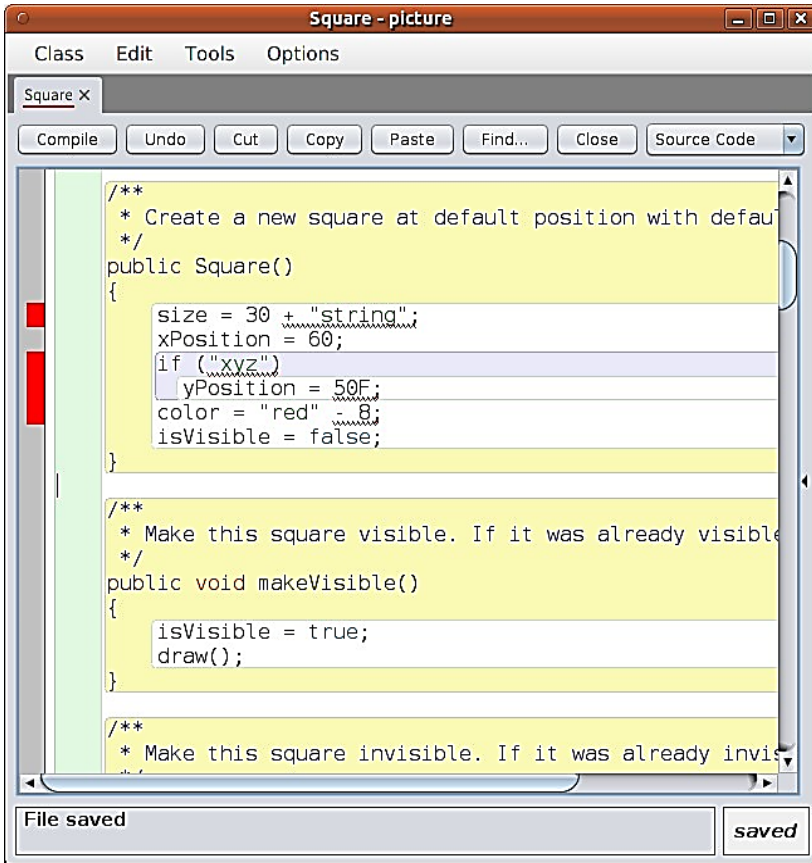 Square - picture
Class Edit Tools Options
Square
Compile Undo Cut Copy Paste Find... Close Source Code
/**
 * Create a new square at default position with defau
 */
public Square()
{
size = 30 + "string";
xPosition = 60;
if ("xyz")
yPosition = 50F;
color = "red" - 8;
isVisible = false;
}
/**
 * Make this square visible. If it was already visible
 */
public void makeVisible()
{
isVisible = true;
draw();
}
/**
 * Make this square invisible. If it was already invis
File saved
saved